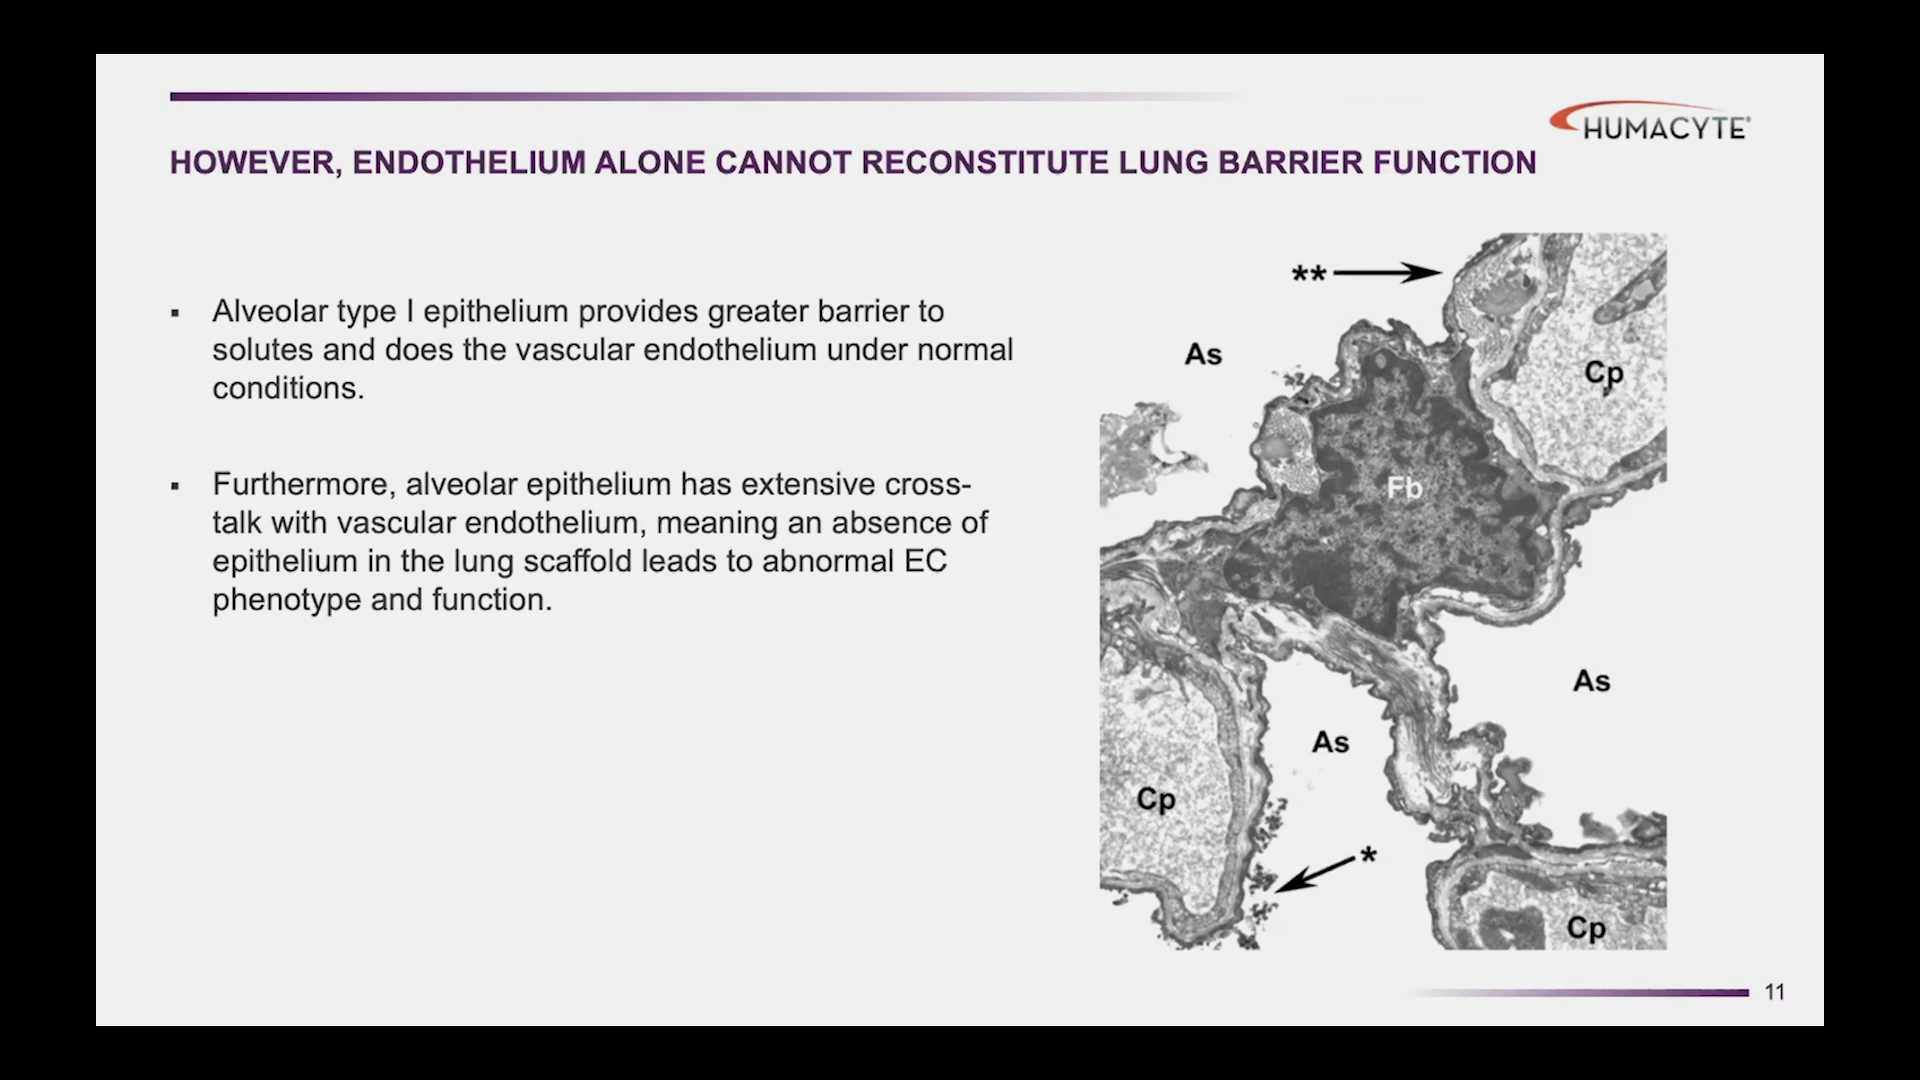 HUMACYTE
HOWEVER, ENDOTHELIUM ALONE CANNOT RECONSTITUTE LUNG BARRIER FUNCTION
▪ Alveolar type I epithelium provides greater barrier to
solutes and does the vascular endothelium under normal
conditions.
▪ Furthermore, alveolar epithelium has extensive cross-
talk with vascular endothelium, meaning an absence of
epithelium in the lung scaffold leads to abnormal EC
phenotype and function.
**
As
Cp
Fb
As
As
Cp
*
Cp
11